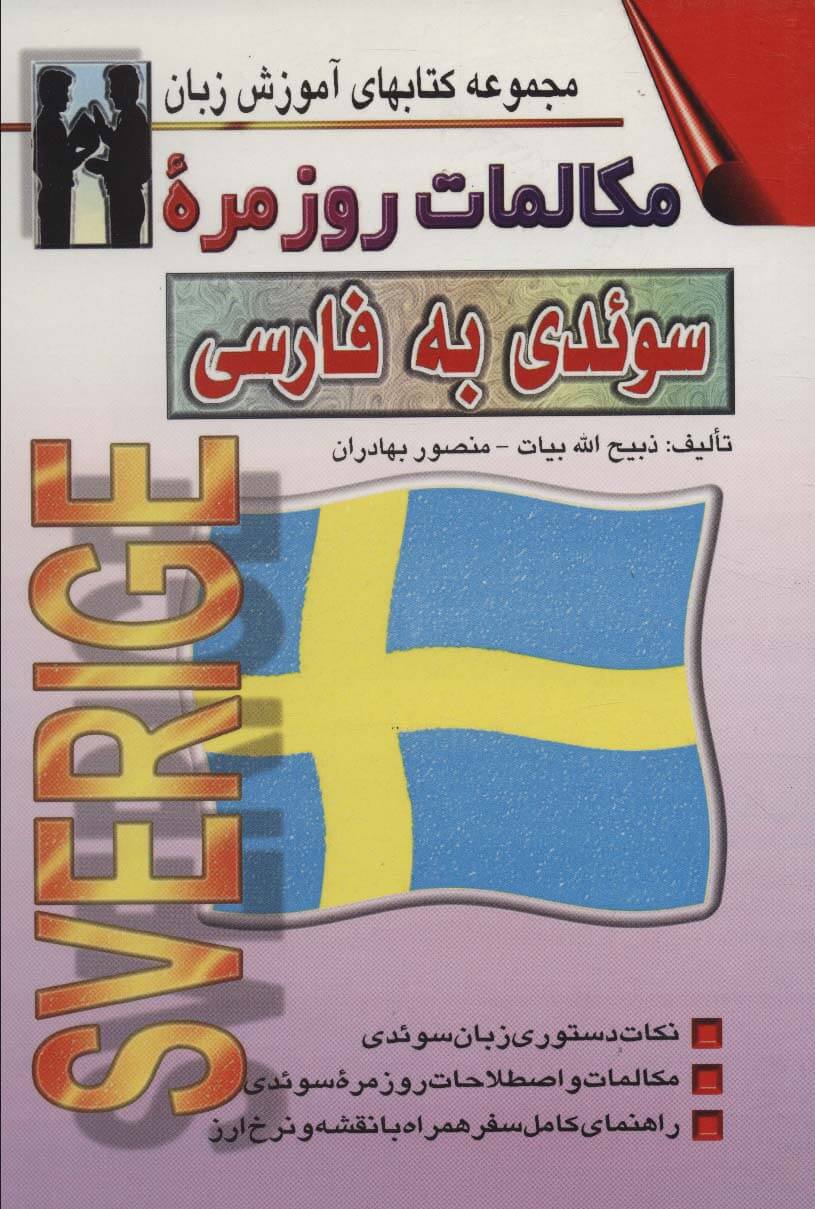 مجموعه کتابهای آموزش زبان
مکالمات روزمرهٔ
سوئدی به فارسی
تألیف: ذبیح الله بیات - منصور بهادران
SVERIGE
نکات دستوری زبان سوئدی
مکالمات و اصطلاحات روزمرهٔ سوئدی
راهنمای کامل سفر همراه با نقشه و نرخ ارز